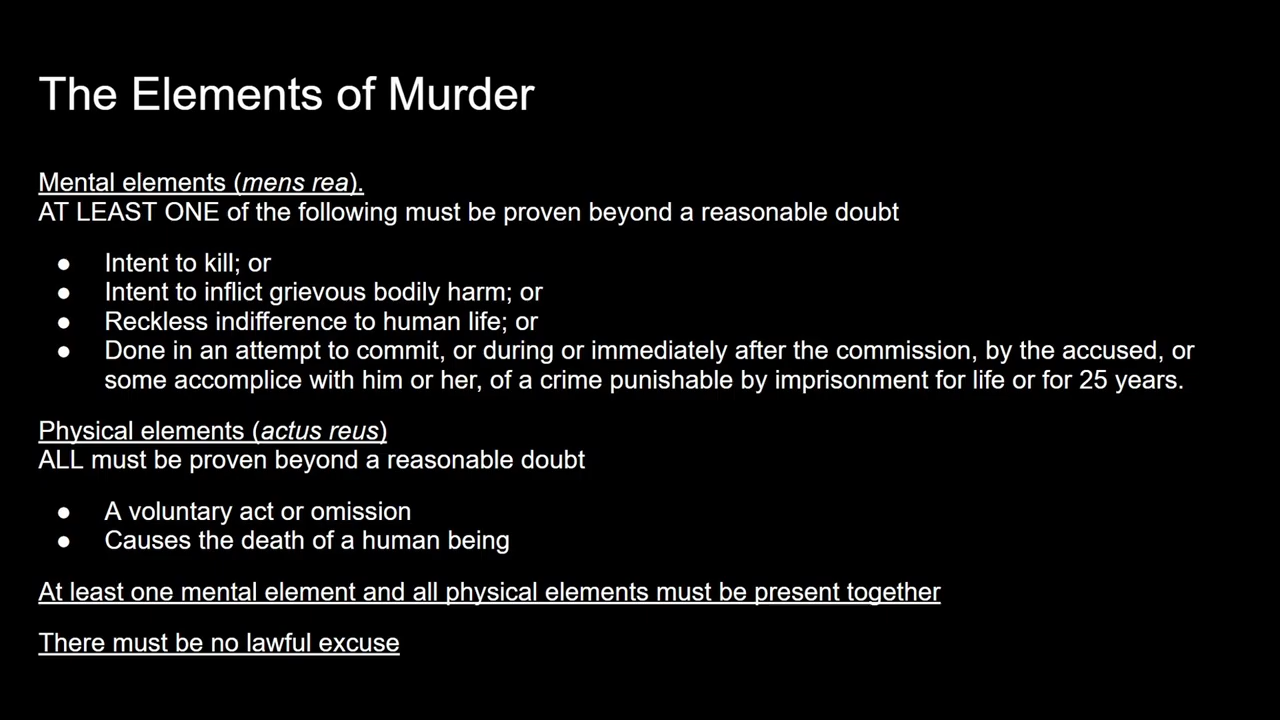 The Elements of Murder
Mental elements (mens rea).
AT LEAST ONE of the following must be proven beyond a reasonable doubt
● Intent to kill; or
● Intent to inflict grievous bodily harm; or
● Reckless indifference to human life; or
● Done in an attempt to commit, or during or immediately after the commission, by the accused, or
some accomplice with him or her, of a crime punishable by imprisonment for life or for 25 years.
Physical elements (actus reus)
ALL must be proven beyond a reasonable doubt
● A voluntary act or omission
● Causes the death of a human being
At least one mental element and all physical elements must be present together
There must be no lawful excuse